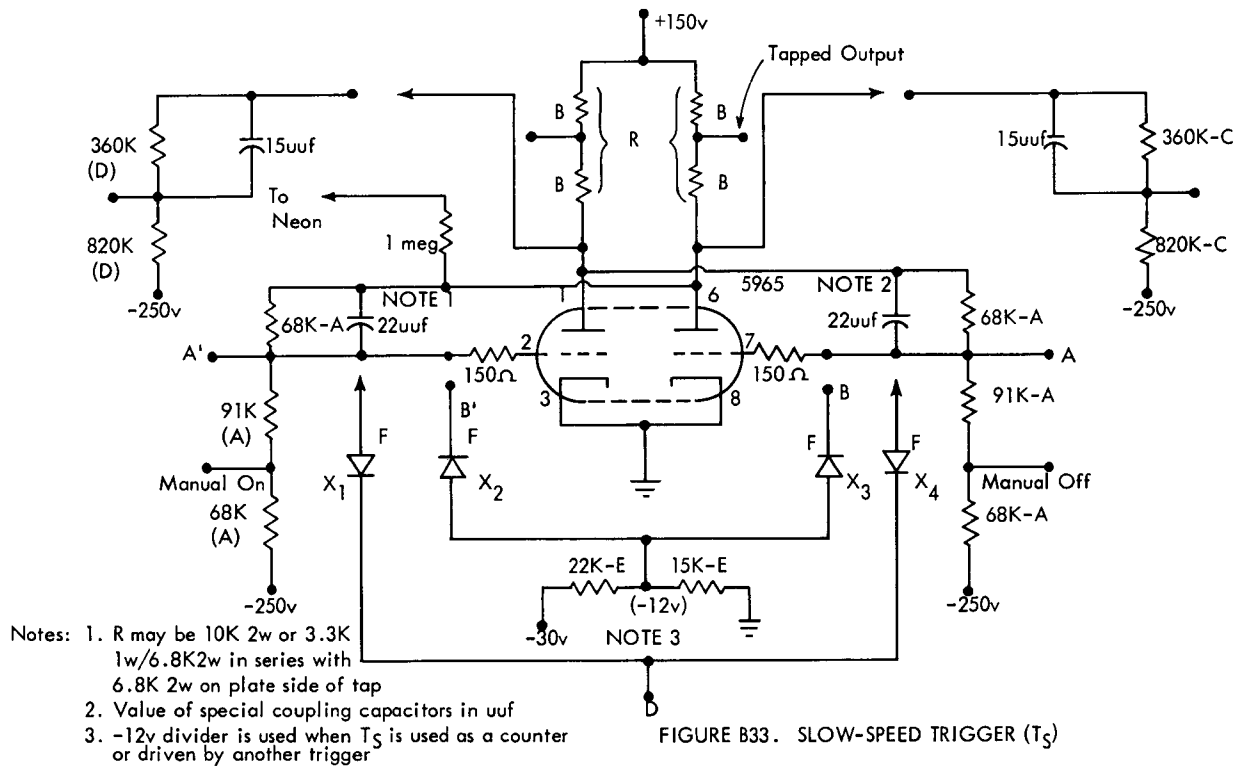 +150v
Tapped Output
B
B
R
B
B
360K
(D)
15uuf
To
Neon
820K
(D)
1 meg
-250v
15uuf
360K-C
820K-C
-250v
NOTE 1
1
6
5965
NOTE 2
68K-A
22uuf
22uuf
68K-A
A'
2
7
A
150Ω
3
8
150Ω
91K
(A)
B'
B
91K-A
F
F
F
F
Manual On
X1
X2
X3
X4
Manual Off
68K
(A)
68K-A
22K-E
15K-E
-250v
(-12v)
-250v
-30v
NOTE 3
D
Notes: 1. R may be 10K 2w or 3.3K
1w/6.8K2w in series with
6.8K 2w on plate side of tap
2. Value of special coupling capacitors in uuf
3. -12v divider is used when TS is used as a counter
or driven by another trigger
FIGURE B33. SLOW-SPEED TRIGGER (TS)